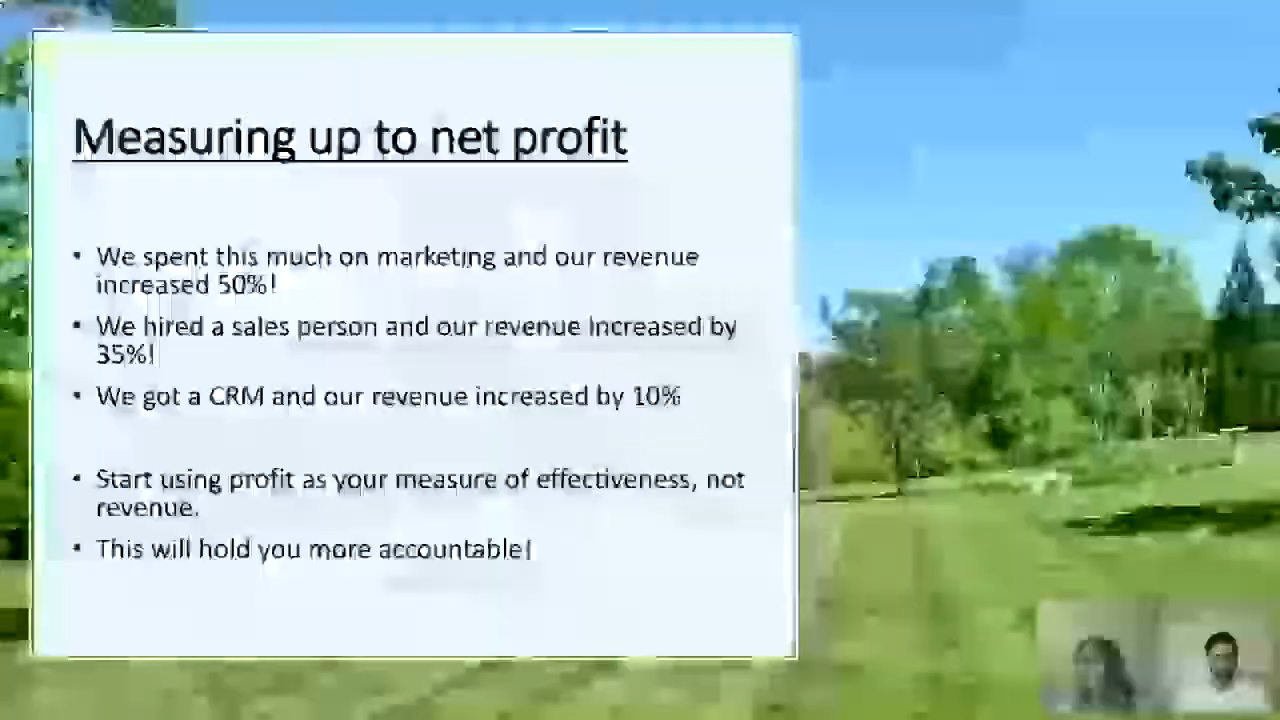 Measuring up to net profit
• We spent this much on marketing and our revenue
increased 50%!
• We hired a sales person and our revenue increased by
35%!
• We got a CRM and our revenue increased by 10%
• Start using profit as your measure of effectiveness, not
revenue.
• This will hold you more accountable!